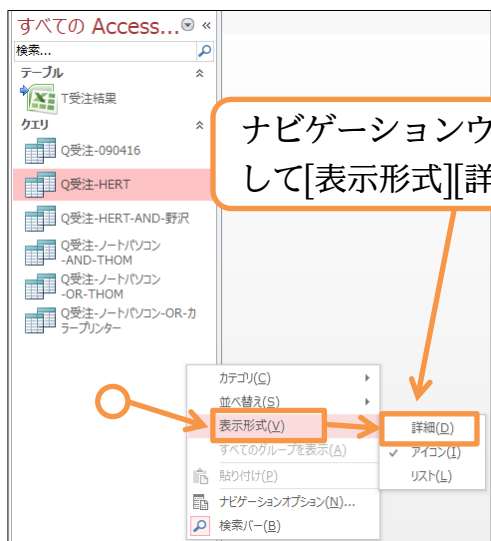 すべての Access...
検索...
テーブル
T受注結果
クエリ
Q受注-090416
Q受注-HERT
Q受注-HERT-AND-野沢
Q受注-ノートパソコン
-AND-THOM
Q受注-ノートパソコン
-OR-THOM
Q受注-ノートパソコン-OR-カ
ラープリンター
ナビゲーションウ
して[表示形式][詳
カテゴリ(C)
並べ替え(S)
表示形式(V)
すべてのグループを表示(A)
貼り付け(P)
ナビゲーションオプション(N)...
検索バー(B)
詳細(D)
アイコン(I)
リスト(L)